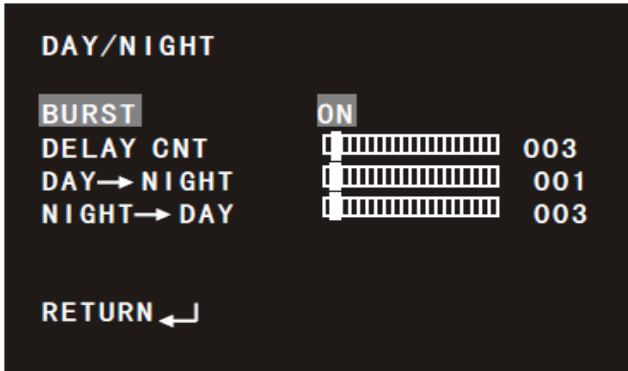 DAY/NIGHT
BURST ON
DELAY CNT 003
DAY→NIGHT 001
NIGHT→DAY 003
RETURN↵